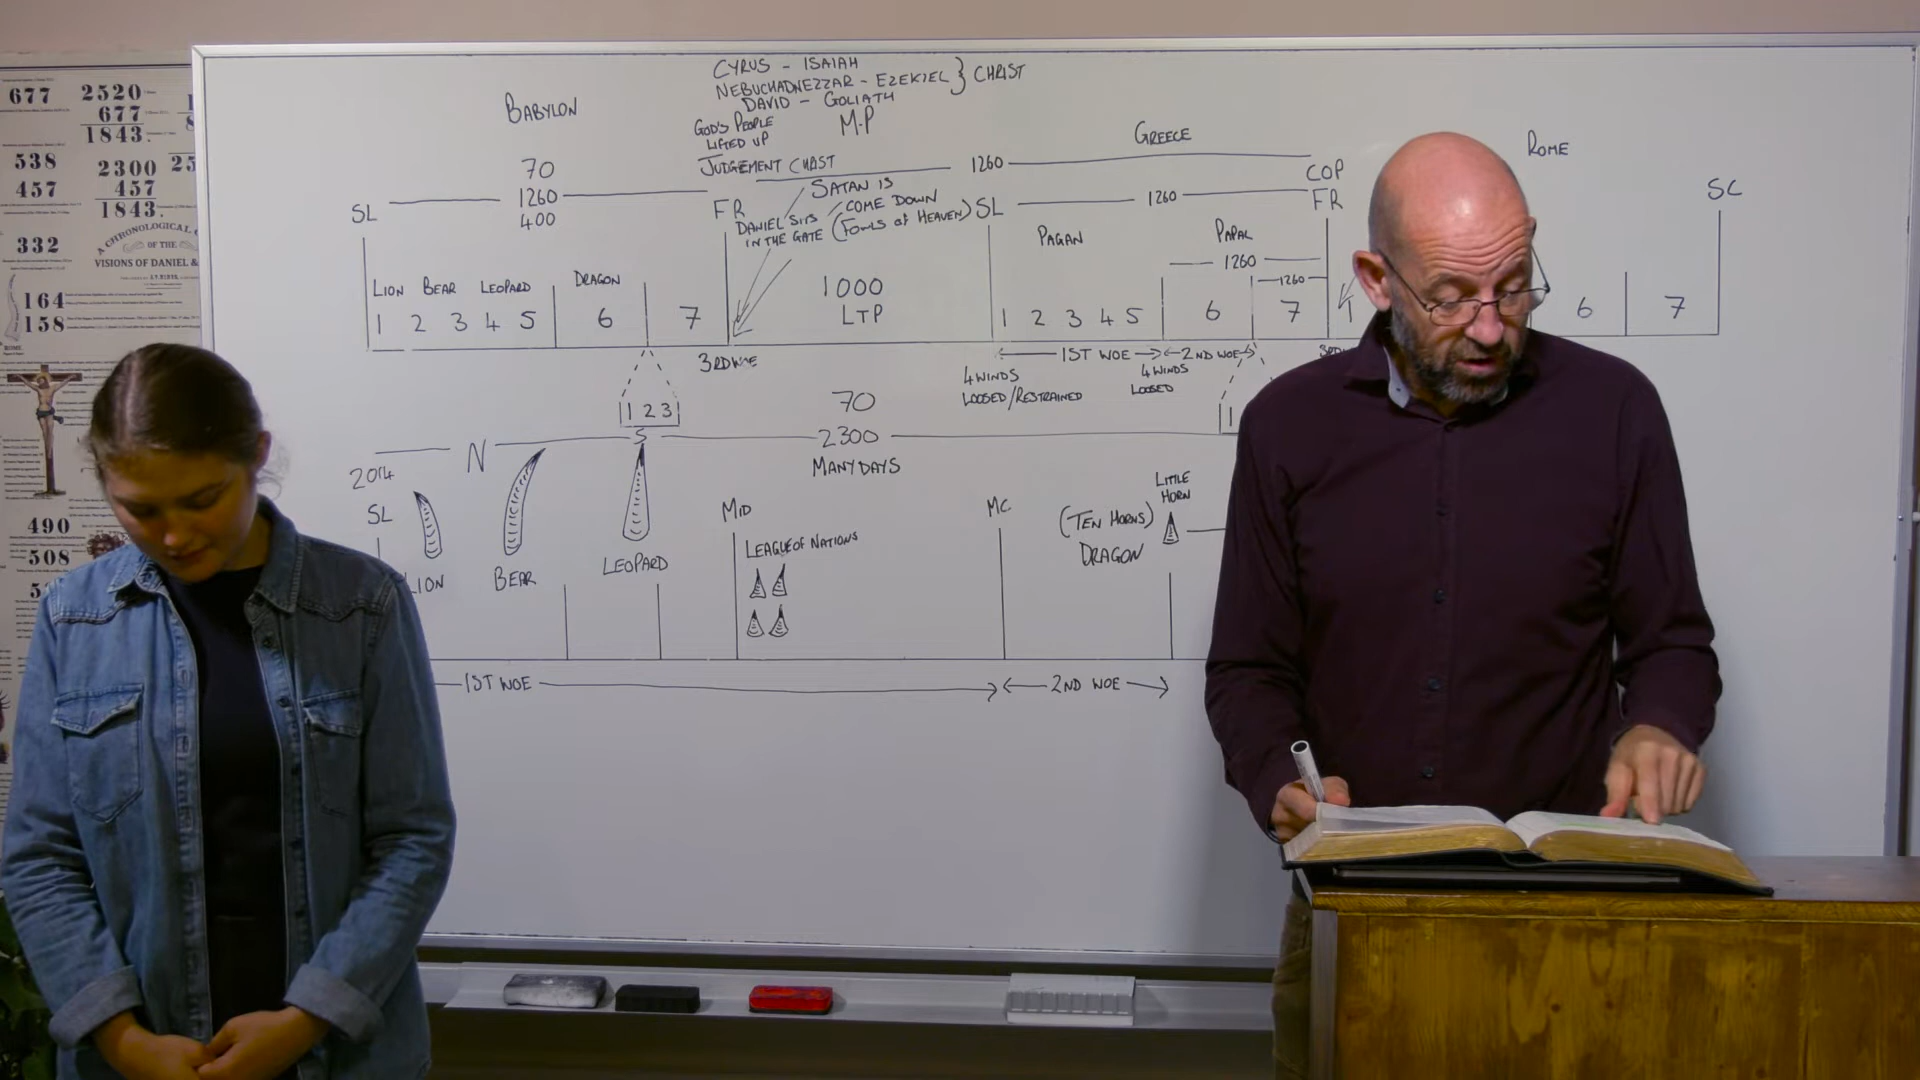 677
2520
677
1843.
538
2300
25
457
457
1843.
A CHRONOLOGICAL
332
OF THE
VISIONS OF DANIEL &
164
158
ROME
490
508
CYRUS - ISAIAH
NEBUCHADNEZZAR - EZEKIEL } CHRIST
DAVID - GOLIATH
BABYLON
GOD'S PEOPLE
LIFTED UP
M.P
GREECE
ROME
70
JUDGEMENT CHRIST
1260
COP
SL
1260
FR
SATAN IS
COME DOWN
(FOWLS of HEAVEN)
SL
1260
FR
SC
400
DANIEL SITS
IN THE GATE
PAGAN
PAPAL
1260
LION BEAR LEOPARD DRAGON
1000
1260
1 2 3 4 5 6 7
LTP
1 2 3 4 5 6 7 1 6 7
3RD WOE
1ST WOE
2ND WOE
4 WINDS
LOOSED/RESTRAINED
4 WINDS
LOOSED
1 2 3
70
1
N
S
2300
2014
MANY DAYS
SL
MID
MC
(TEN HORNS)
DRAGON
LITTLE
HORN
LEAGUE of NATIONS
LION
BEAR
LEOPARD
1ST WOE
2ND WOE